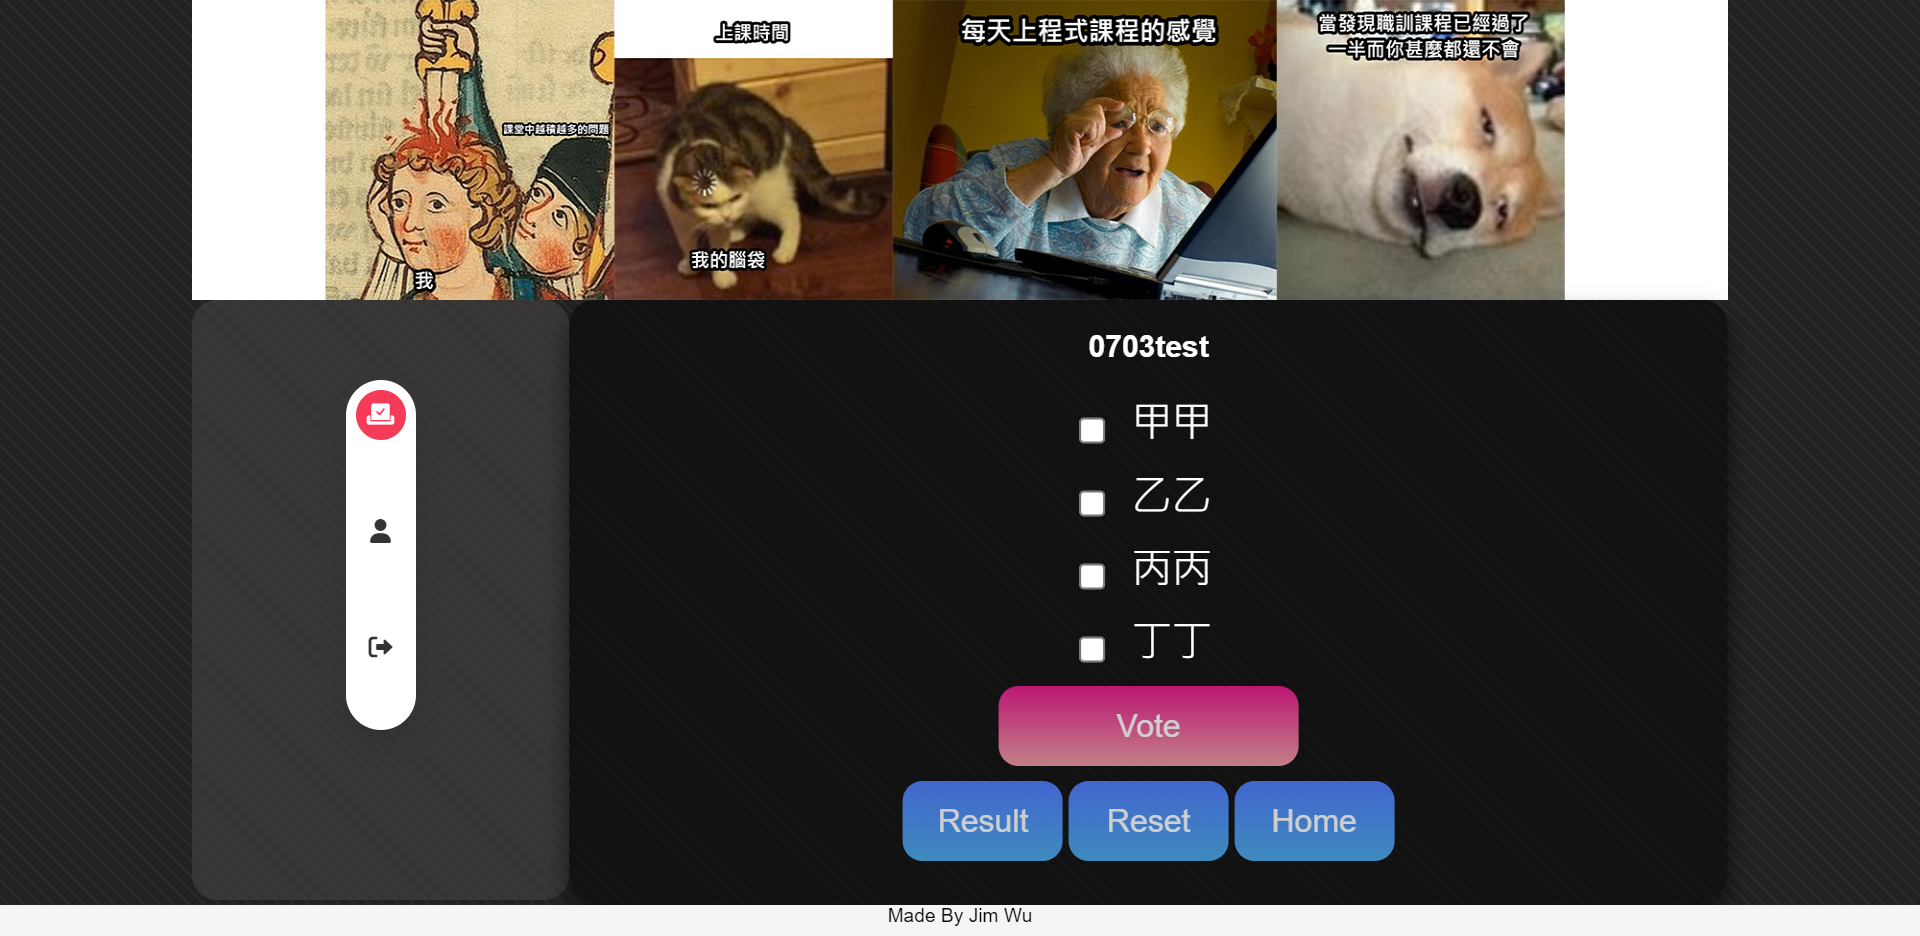 課堂中越積越多的問題
我
上課時間
我的腦袋
每天上程式課程的感覺
當發現職訓課程已經過了
一半而你甚麼都還不會
0703test
甲甲
乙乙
丙丙
丁丁
Vote
Result
Reset
Home
Made By Jim Wu